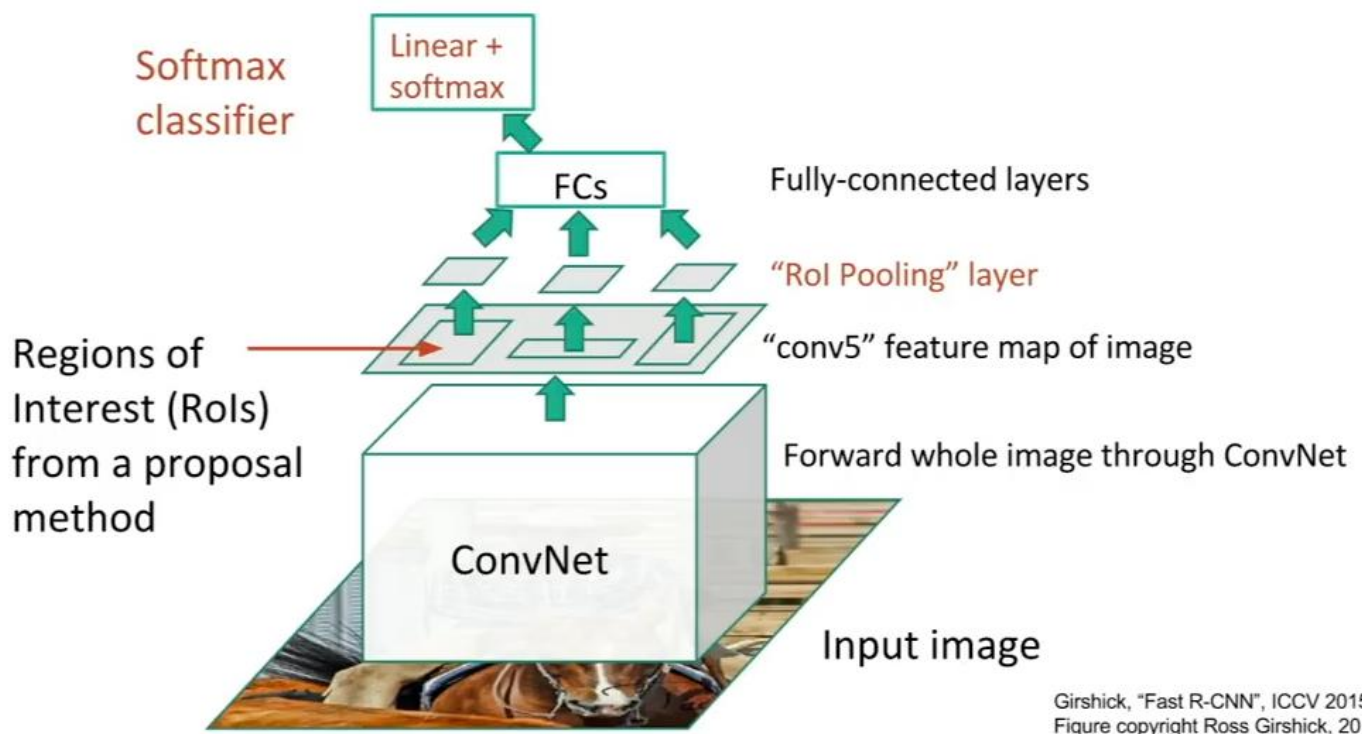 Linear +
softmax
Softmax
classifier
FCs
Fully-connected layers
“RoI Pooling” layer
“conv5” feature map of image
Regions of
Interest (RoIs)
from a proposal
method
Forward whole image through ConvNet
ConvNet
Input image
Girshick, “Fast R-CNN”, ICCV 2015
Figure copyright Ross Girshick, 20